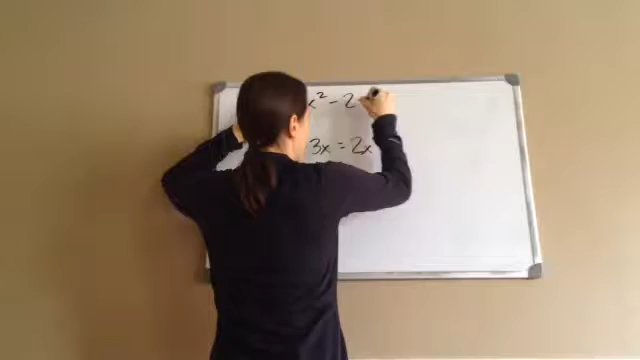 x² - 2
3x = 2x